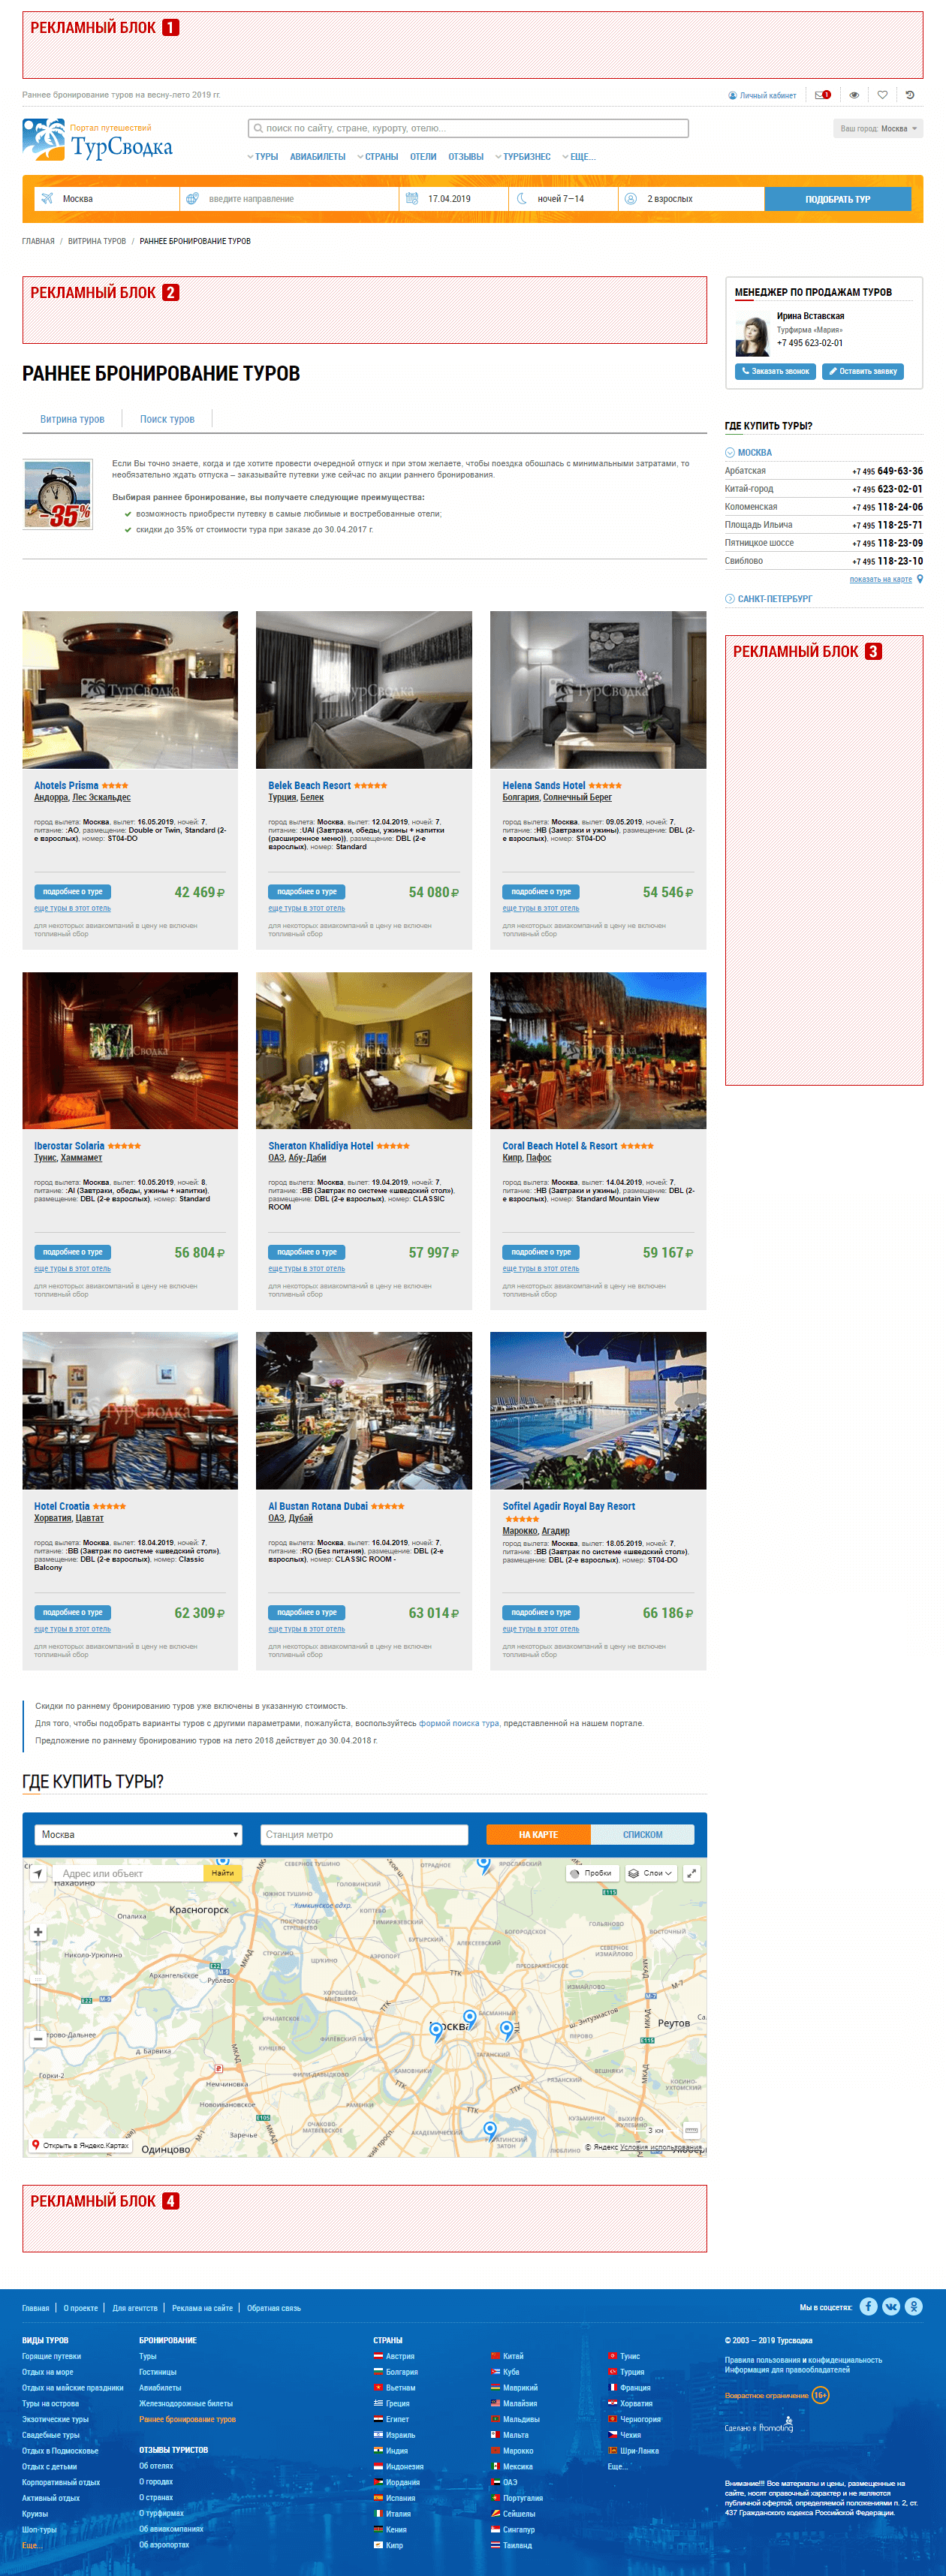 РЕКЛАМНЫЙ БЛОК 1
Раннее бронирование туров на весну-лето 2019 гг.
Личный кабинет
1
Портал путешествий
ТурСводка
поиск по сайту, стране, курорту, отелю...
Ваш город: Москва
ТУРЫ АВИАБИЛЕТЫ СТРАНЫ ОТЕЛИ ОТЗЫВЫ ТУРБИЗНЕС ЕЩЕ...
Москва введите направление 17.04.2019 ночей 7—14 2 взрослых ПОДОБРАТЬ ТУР
ГЛАВНАЯ / ВИТРИНА ТУРОВ / РАННЕЕ БРОНИРОВАНИЕ ТУРОВ
РЕКЛАМНЫЙ БЛОК 2
РАННЕЕ БРОНИРОВАНИЕ ТУРОВ
Витрина туров Поиск туров
-35%
Если Вы точно знаете, когда и где хотите провести очередной отпуск и при этом желаете, чтобы поездка обошлась с минимальными затратами, то
необязательно ждать отпуска – заказывайте путевки уже сейчас по акции раннего бронирования.
Выбирая раннее бронирование, вы получаете следующие преимущества:
возможность приобрести путевку в самые любимые и востребованные отели;
скидки до 35% от стоимости тура при заказе до 30.04.2017 г.
МЕНЕДЖЕР ПО ПРОДАЖАМ ТУРОВ
Ирина Вставская
Турфирма «Мария»
+7 495 623-02-01
Заказать звонок Оставить заявку
ГДЕ КУПИТЬ ТУРЫ?
МОСКВА
Арбатская +7 495 649-63-36
Китай-город +7 495 623-02-01
Коломенская +7 495 118-24-06
Площадь Ильича +7 495 118-25-71
Пятницкое шоссе +7 495 118-23-09
Свиблово +7 495 118-23-10
показать на карте
САНКТ-ПЕТЕРБУРГ
РЕКЛАМНЫЙ БЛОК 3
ТурСводка
Ahotels Prisma
Андорра, Лес Эскальдес
город вылета: Москва, вылет: 16.05.2019, ночей: 7,
питание: :AO, размещение: Double or Twin, Standard (2-
е взрослых), номер: ST04-DO
подробнее о туре 42 469 ₽
еще туры в этот отель
для некоторых авиакомпаний в цену не включен
топливный сбор
ТурСводка
Belek Beach Resort
Турция, Белек
город вылета: Москва, вылет: 12.04.2019, ночей: 7,
питание: :UAI (Завтраки, обеды, ужины + напитки
(расширенное меню)), размещение: DBL (2-е
взрослых), номер: Standard
подробнее о туре 54 080 ₽
еще туры в этот отель
для некоторых авиакомпаний в цену не включен
топливный сбор
ТурСводка
Helena Sands Hotel
Болгария, Солнечный Берег
город вылета: Москва, вылет: 09.05.2019, ночей: 7,
питание: :HB (Завтраки и ужины), размещение: DBL (2-
е взрослых), номер: ST04-DO
подробнее о туре 54 546 ₽
еще туры в этот отель
для некоторых авиакомпаний в цену не включен
топливный сбор
ТурСводка
Iberostar Solaria
Тунис, Хаммамет
город вылета: Москва, вылет: 10.05.2019, ночей: 8,
питание: :AI (Завтраки, обеды, ужины + напитки),
размещение: DBL (2-е взрослых), номер: Standard
подробнее о туре 56 804 ₽
еще туры в этот отель
для некоторых авиакомпаний в цену не включен
топливный сбор
ТурСводка
Sheraton Khalidiya Hotel
ОАЭ, Абу-Даби
город вылета: Москва, вылет: 19.04.2019, ночей: 7,
питание: :BB (Завтрак по системе «шведский стол»),
размещение: DBL (2-е взрослых), номер: CLASSIC
ROOM
подробнее о туре 57 997 ₽
еще туры в этот отель
для некоторых авиакомпаний в цену не включен
топливный сбор
ТурСводка
Coral Beach Hotel & Resort
Кипр, Пафос
город вылета: Москва, вылет: 14.04.2019, ночей: 7,
питание: :HB (Завтраки и ужины), размещение: DBL (2-
е взрослых), номер: Standard Mountain View
подробнее о туре 59 167 ₽
еще туры в этот отель
для некоторых авиакомпаний в цену не включен
топливный сбор
ТурСводка
Hotel Croatia
Хорватия, Цавтат
город вылета: Москва, вылет: 18.04.2019, ночей: 7,
питание: :BB (Завтрак по системе «шведский стол»),
размещение: DBL (2-е взрослых), номер: Classic
Balcony
подробнее о туре 62 309 ₽
еще туры в этот отель
для некоторых авиакомпаний в цену не включен
топливный сбор
ТурСводка
Al Bustan Rotana Dubai
ОАЭ, Дубай
город вылета: Москва, вылет: 16.04.2019, ночей: 7,
питание: :RO (Без питания), размещение: DBL (2-е
взрослых), номер: CLASSIC ROOM -
подробнее о туре 63 014 ₽
еще туры в этот отель
для некоторых авиакомпаний в цену не включен
топливный сбор
ТурСводка
Sofitel Agadir Royal Bay Resort
Марокко, Агадир
город вылета: Москва, вылет: 18.05.2019, ночей: 7,
питание: :BB (Завтрак по системе «шведский стол»),
размещение: DBL (2-е взрослых), номер: ST04-DO
подробнее о туре 66 186 ₽
еще туры в этот отель
для некоторых авиакомпаний в цену не включен
топливный сбор
Скидки по раннему бронированию туров уже включены в указанную стоимость.
Для того, чтобы подобрать варианты туров с другими параметрами, пожалуйста, воспользуйтесь формой поиска тура, представленной на нашем портале.
Предложение по раннему бронированию туров на лето 2018 действует до 30.04.2018 г.
ГДЕ КУПИТЬ ТУРЫ?
Москва Станция метро НА КАРТЕ СПИСКОМ
Адрес или объект Найти Пробки Слои
Нахабино
Красногорск
Опалиха
Химкинское вдхр.
Николо-Урюпино
Архангельское
Рублёво
МКАД
ТТК
Москва
Реутов
ш. Энтузиастов
д. Барвиха
Горки-2
Немчиновка
Новоивановское
Заречье
Одинцово
3 км
Открыть в Яндекс.Картах
© Яндекс Условия использования
РЕКЛАМНЫЙ БЛОК 4
Главная О проекте Для агентств Реклама на сайте Обратная связь
Мы в соцсетях:
ВИДЫ ТУРОВ
Горящие путевки
Отдых на море
Отдых на майские праздники
Туры на острова
Экзотические туры
Свадебные туры
Отдых в Подмосковье
Отдых с детьми
Корпоративный отдых
Активный отдых
Круизы
Шоп-туры
Еще...
БРОНИРОВАНИЕ
Туры
Гостиницы
Авиабилеты
Железнодорожные билеты
Раннее бронирование туров
ОТЗЫВЫ ТУРИСТОВ
Об отелях
О городах
О странах
О турфирмах
Об авиакомпаниях
Об аэропортах
СТРАНЫ
Австрия
Болгария
Вьетнам
Греция
Египет
Израиль
Индия
Индонезия
Иордания
Испания
Италия
Кения
Кипр
Китай
Куба
Маврикий
Малайзия
Мальдивы
Мальта
Марокко
Мексика
ОАЭ
Португалия
Сейшелы
Сингапур
Таиланд
Тунис
Турция
Франция
Хорватия
Черногория
Чехия
Шри-Ланка
Еще...
© 2003 — 2019 Турсводка
Правила пользования и конфиденциальность
Информация для правообладателей
Возрастное ограничение 16+
Сделано в Promoting
Внимание!!! Все материалы и цены, размещенные на
сайте, носят справочный характер и не являются
публичной офертой, определяемой положениями п. 2, ст.
437 Гражданского кодекса Российской Федерации.